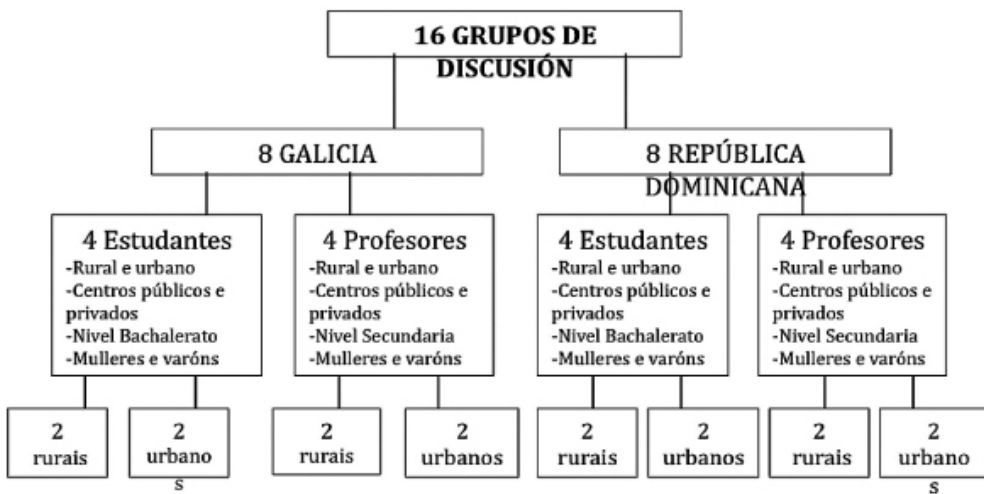 16 GRUPOS DE
DISCUSIÓN
8 GALICIA
8 REPÚBLICA
DOMINICANA
4 Estudantes
-Rural e urbano
-Centros públicos e
privados
-Nivel Bachalerato
-Mulleres e varóns
4 Profesores
-Rural e urbano
-Centros públicos e
privados
-Nivel Secundaria
-Mulleres e varóns
4 Estudantes
-Rural e urbano
-Centros públicos e
privados
-Nivel Bachalerato
-Mulleres e varóns
4 Profesores
-Rural e urbano
-Centros públicos e
privados
-Nivel Secundaria
-Mulleres e varóns
2
rurais
2
urbano
s
2
rurais
2
urbanos
2
rurais
2
urbanos
2
rurais
2
urbano
s